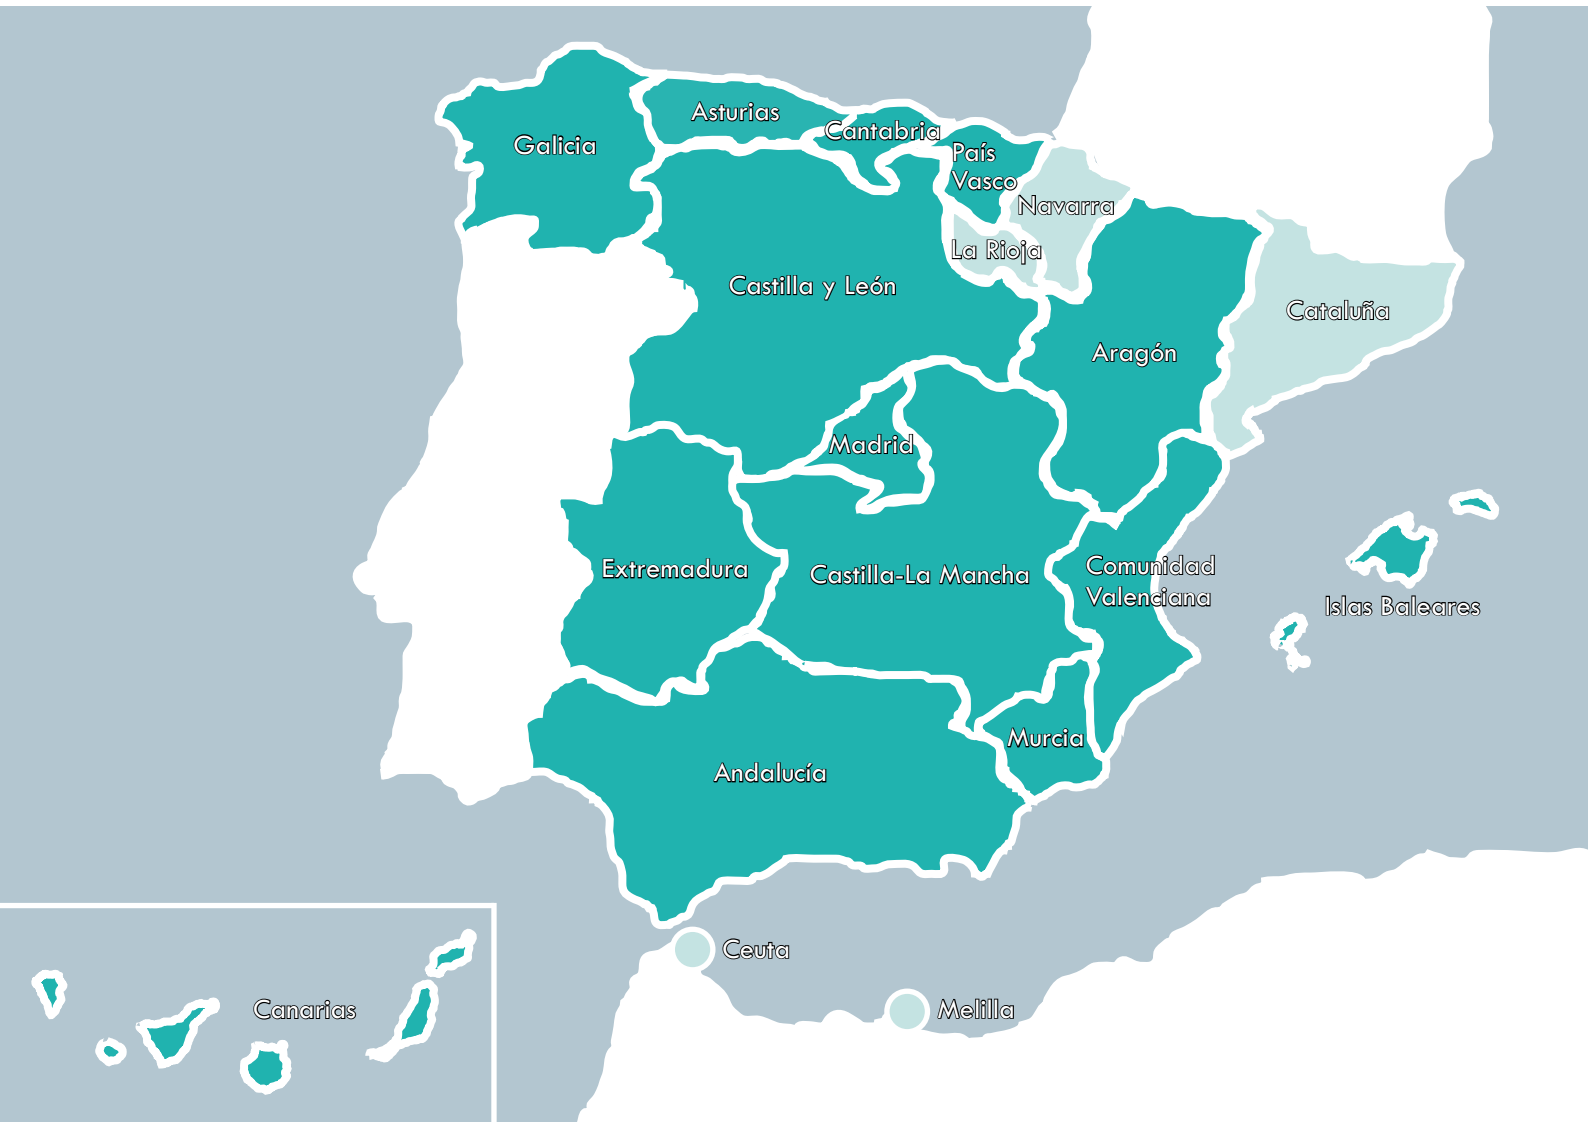 Asturias
Cantabria
Galicia
País
Vasco
Navarra
La Rioja
Castilla y León
Cataluña
Aragón
Madrid
Extremadura
Castilla-La Mancha
Comunidad
Valenciana
Islas Baleares
Murcia
Andalucía
Ceuta
Canarias
Melilla